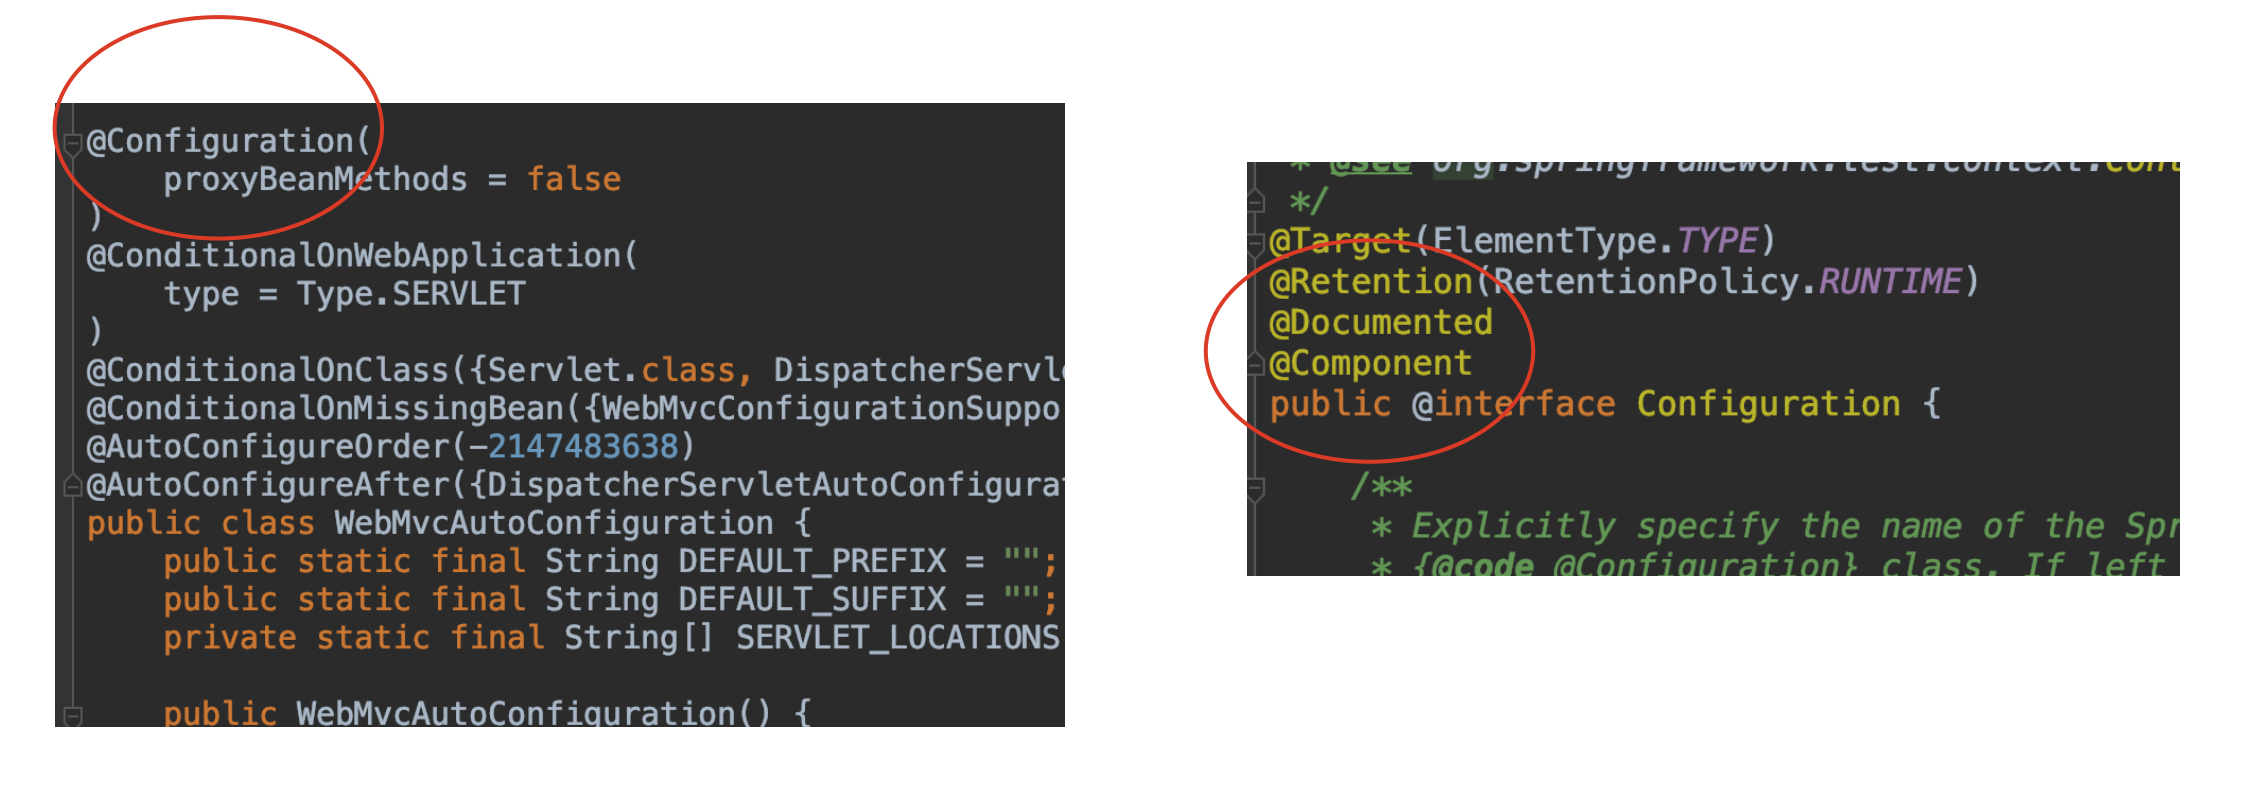 @Configuration(
    proxyBeanMethods = false
)
@ConditionalOnWebApplication(
    type = Type.SERVLET
)
@ConditionalOnClass({Servlet.class, DispatcherServl
@ConditionalOnMissingBean({WebMvcConfigurationSuppo
@AutoConfigureOrder(-2147483638)
@AutoConfigureAfter({DispatcherServletAutoConfigura
public class WebMvcAutoConfiguration {
    public static final String DEFAULT_PREFIX = "";
    public static final String DEFAULT_SUFFIX = "";
    private static final String[] SERVLET_LOCATIONS
    public WebMvcAutoConfiguration() {
* @see org.springframework.test.context.Cont
*/
@Target(ElementType.TYPE)
@Retention(RetentionPolicy.RUNTIME)
@Documented
@Component
public @interface Configuration {
    /**
     * Explicitly specify the name of the Spr
     * {@code @Configuration} class. If left